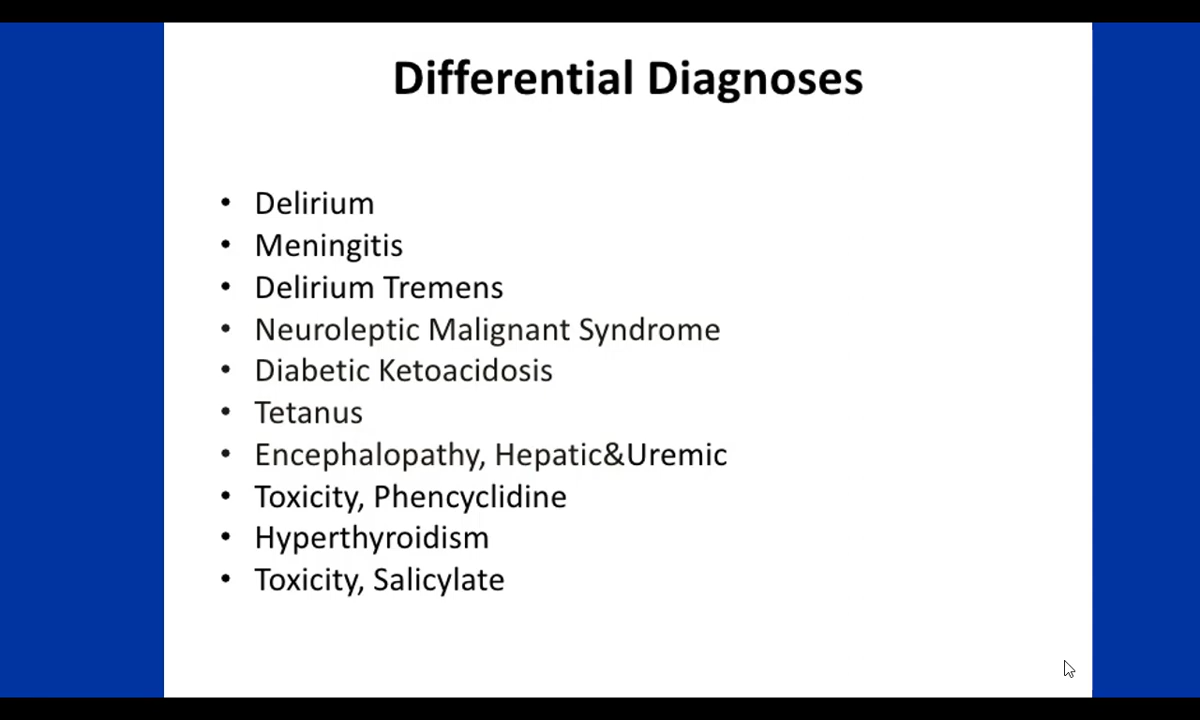 Differential Diagnoses
• Delirium
• Meningitis
• Delirium Tremens
• Neuroleptic Malignant Syndrome
• Diabetic Ketoacidosis
• Tetanus
• Encephalopathy, Hepatic&Uremic
• Toxicity, Phencyclidine
• Hyperthyroidism
• Toxicity, Salicylate